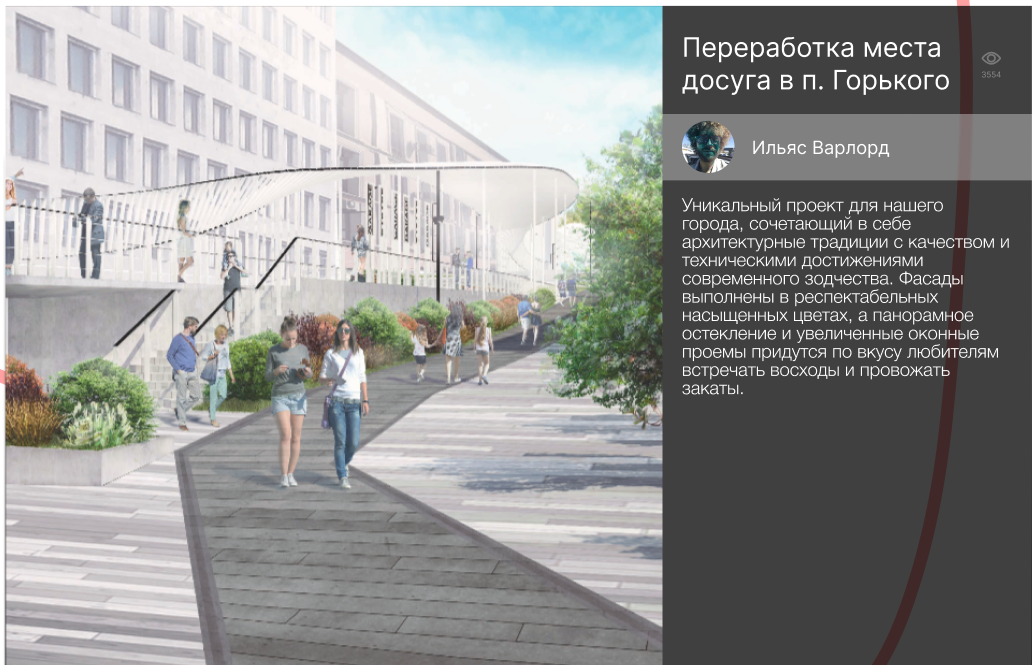 Переработка места
досуга в п. Горького
3554
Ильяс Варлорд
Уникальный проект для нашего
города, сочетающий в себе
архитектурные традиции с качеством и
техническими достижениями
современного зодчества. Фасады
выполнены в респектабельных
насыщенных цветах, а панорамное
остекление и увеличенные оконные
проемы придутся по вкусу любителям
встречать восходы и провожать
закаты.